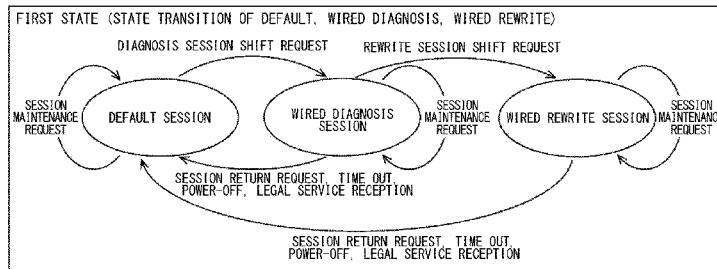 FIRST STATE (STATE TRANSITION OF DEFAULT, WIRED DIAGNOSIS, WIRED REWRITE)
DIAGNOSIS SESSION SHIFT REQUEST
REWRITE SESSION SHIFT REQUEST
SESSION
MAINTENANCE
REQUEST
DEFAULT SESSION
WIRED DIAGNOSIS
SESSION
SESSION
MAINTENANCE
REQUEST
WIRED REWRITE SESSION
SESSION
MAINTENANCE
REQUEST
SESSION RETURN REQUEST, TIME OUT,
POWER-OFF, LEGAL SERVICE RECEPTION
SESSION RETURN REQUEST, TIME OUT,
POWER-OFF, LEGAL SERVICE RECEPTION